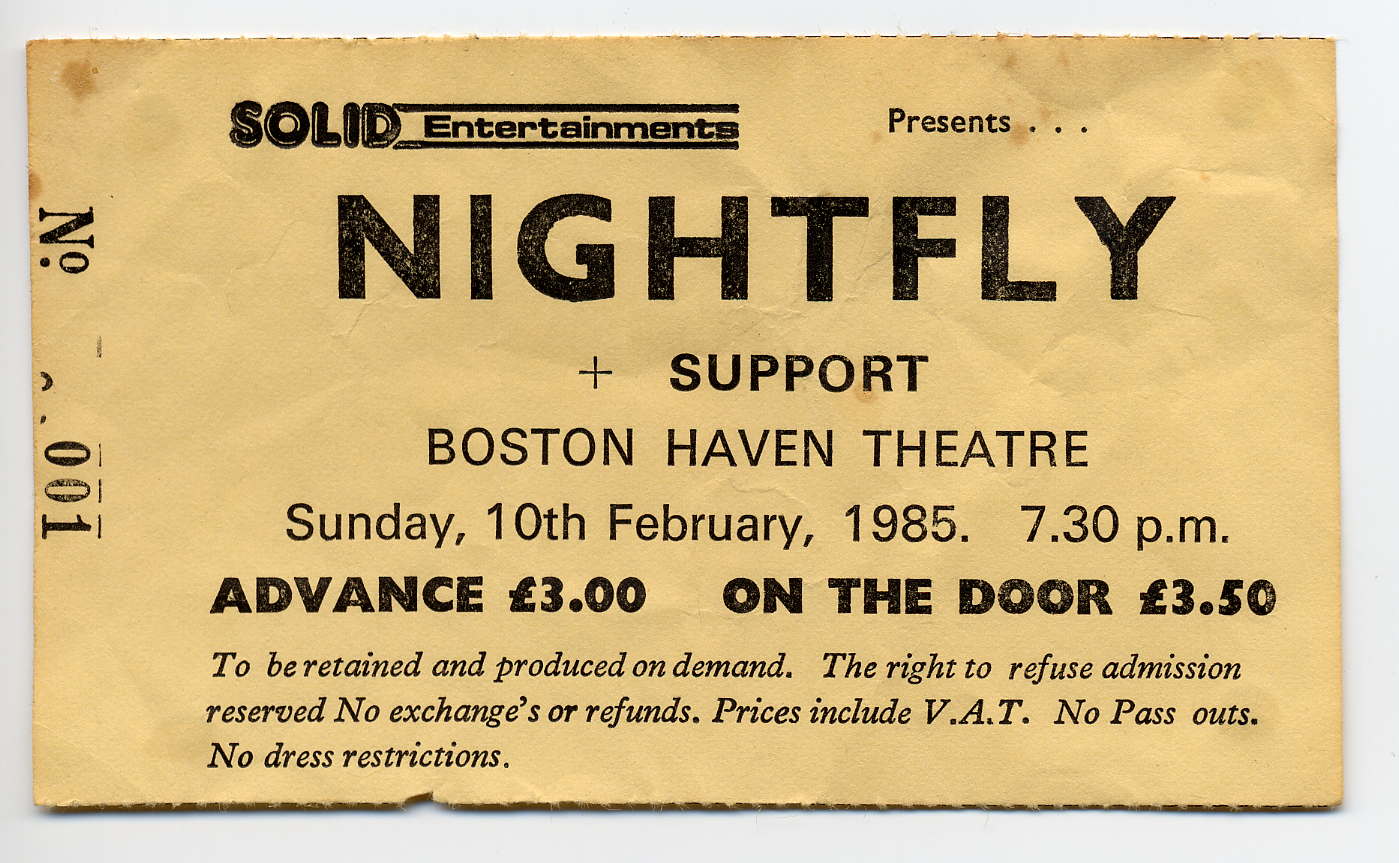 SOLID Entertainments Presents . . .
NIGHTFLY
+ SUPPORT
BOSTON HAVEN THEATRE
Sunday, 10th February, 1985. 7.30 p.m.
ADVANCE £3.00 ON THE DOOR £3.50
To be retained and produced on demand. The right to refuse admission
reserved No exchange's or refunds. Prices include V.A.T. No Pass outs.
No dress restrictions.
No
001